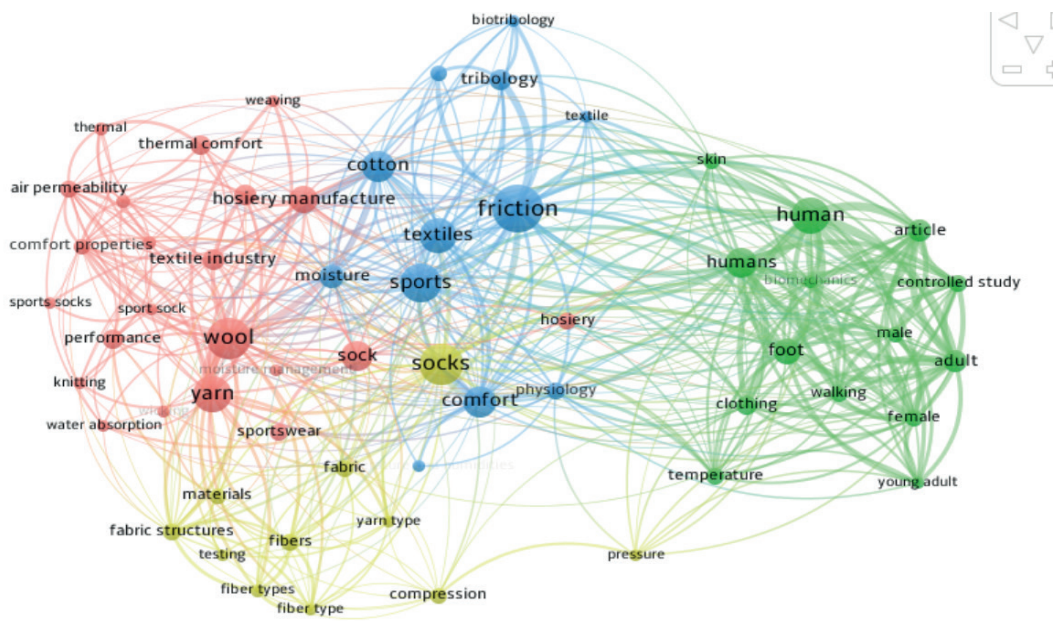 biotribology
tribology
weaving
textile
thermal
thermal comfort
skin
cotton
air permeability
hosiery manufacture
friction
human
article
textiles
comfort properties
textile industry
humans
moisture
sports
biomechanics
controlled study
sports socks
sport sock
hosiery
performance
wool
male
sock
foot
socks
adult
moisture management
knitting
yarn
comfort
physiology
walking
clothing
wicking
female
water absorption
sportswear
fabric
temperature
young adult
materials
yarn type
fabric structures
fibers
testing
pressure
fiber types
compression
fiber type